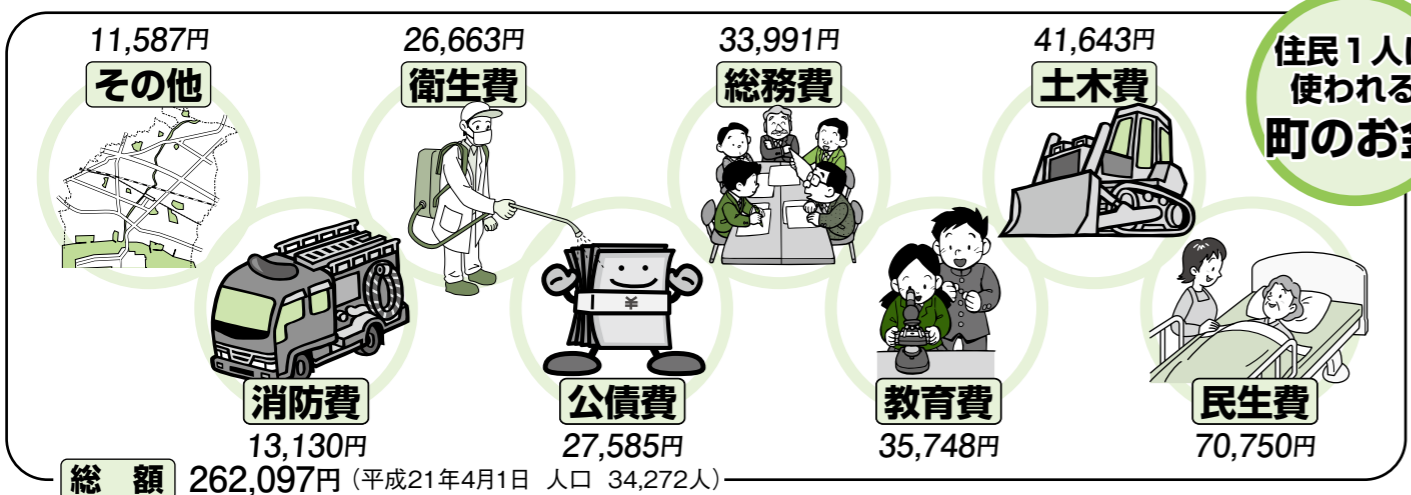 住民1人に
使われる
町のお金
11,587円
その他
26,663円
衛生費
33,991円
総務費
41,643円
土木費
¥
消防費
13,130円
公債費
27,585円
教育費
35,748円
民生費
70,750円
総 額 262,097円(平成21年4月1日 人口 34,272人)